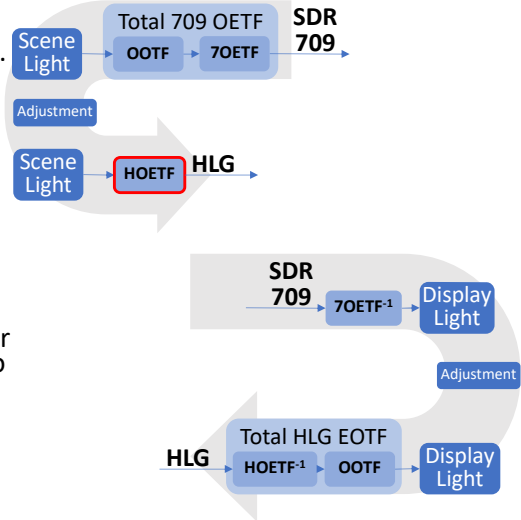 Total 709 OETF
SDR
709
Scene
Light
OOTF
7OETF
.
Adjustment
Scene
Light
HOETF
HLG
SDR
709
7OETF-1
Display
Light
r
Adjustment
Total HLG EOTF
HLG
HOETF-1
OOTF
Display
Light